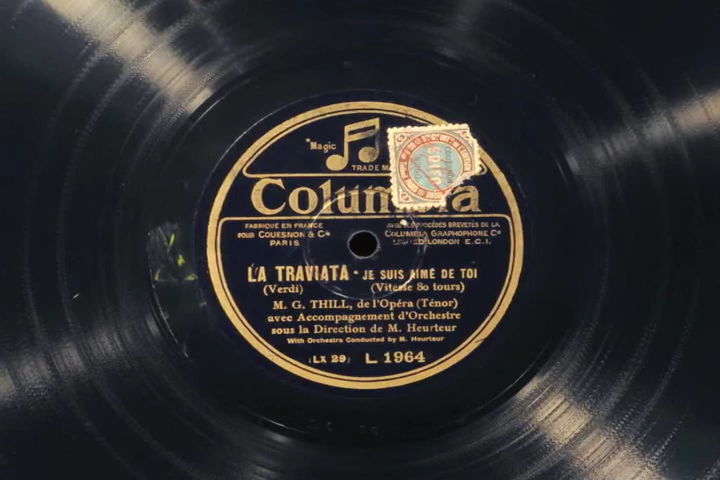 "Magic
TRADE MA
Columbia
FABRIQUÉ EN FRANCE
POUR COUESNON & Cie
PARIS
AVEC LES PROCÉDÉS BREVETÉS DE LA
COLUMBIA GRAPHOPHONE Co
LIMITED LONDON E.C.I.
LA TRAVIATA - JE SUIS AIMÉ DE TOI
(Verdi) (Vitesse 80 tours)
M. G. THILL, de l'Opéra (Ténor)
avec Accompagnement d'Orchestre
sous la Direction de M. Heurteur
With Orchestra Conducted by M. Heurteur
(LX 29) L 1964